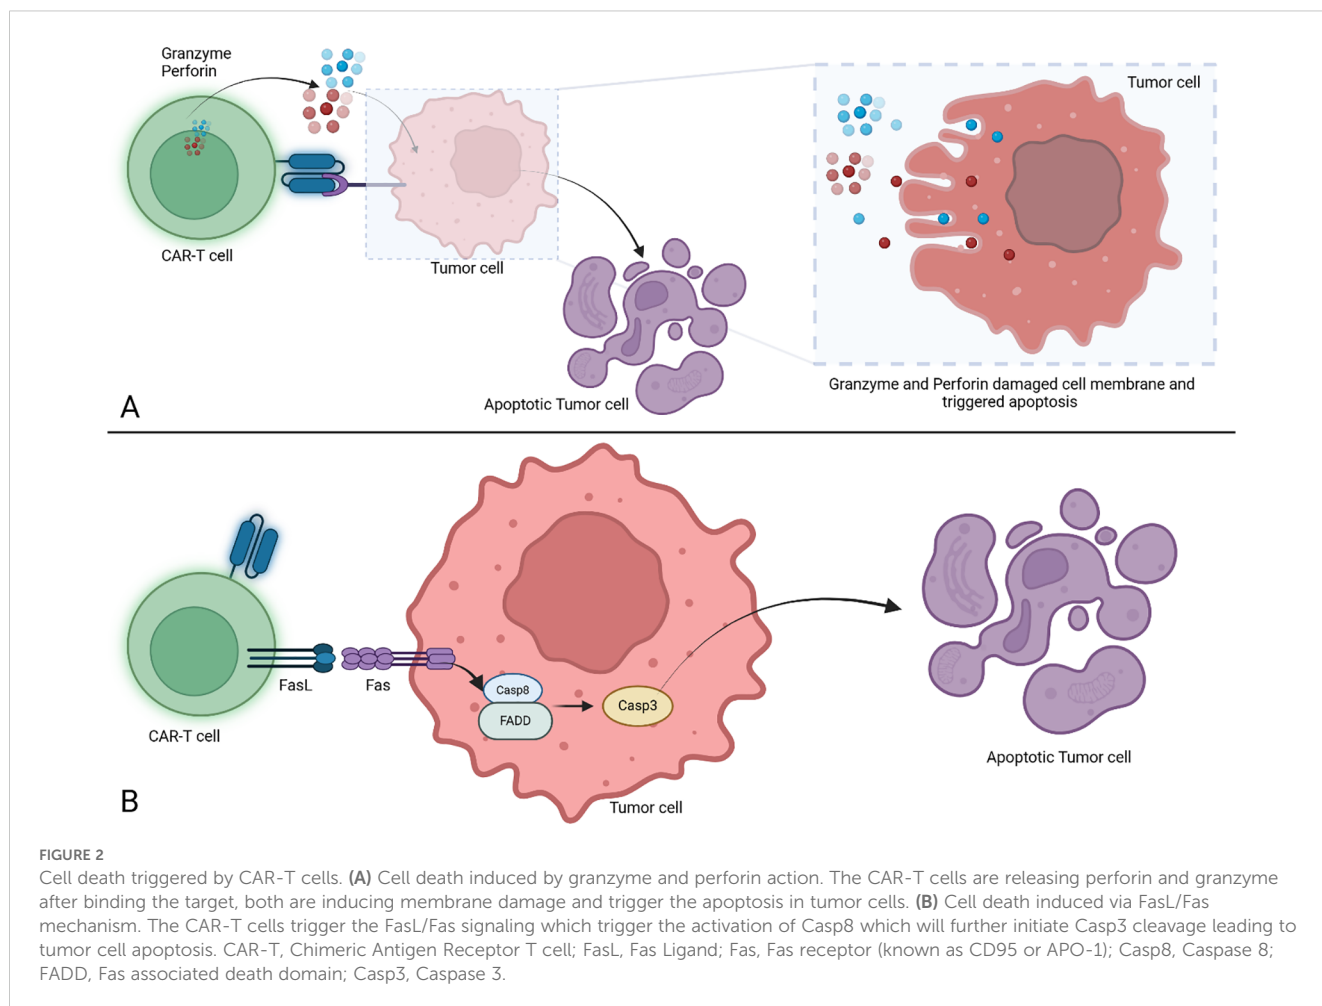 Granzyme
Perforin
CAR-T cell
Tumor cell
Apoptotic Tumor cell
Tumor cell
Granzyme and Perforin damaged cell membrane and
triggered apoptosis
A
FasL
Fas
Casp8
FADD
Casp3
CAR-T cell
Tumor cell
Apoptotic Tumor cell
B
FIGURE 2
Cell death triggered by CAR-T cells. (A) Cell death induced by granzyme and perforin action. The CAR-T cells are releasing perforin and granzyme
after binding the target, both are inducing membrane damage and trigger the apoptosis in tumor cells. (B) Cell death induced via FasL/Fas
mechanism. The CAR-T cells trigger the FasL/Fas signaling which trigger the activation of Casp8 which will further initiate Casp3 cleavage leading to
tumor cell apoptosis. CAR-T, Chimeric Antigen Receptor T cell; FasL, Fas Ligand; Fas, Fas receptor (known as CD95 or APO-1); Casp8, Caspase 8;
FADD, Fas associated death domain; Casp3, Caspase 3.